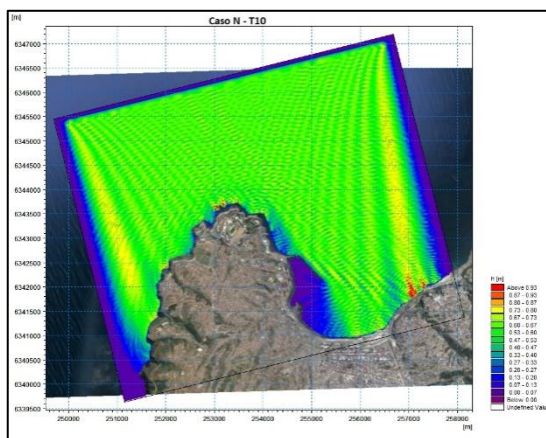 Caso N - T10
[m]
6347000
6346500
6346000
6345500
6345000
6344500
6344000
6343500
6343000
6342500
6342000
6341500
6341000
6340500
6340000
6339500
250000
251000
252000
253000
254000
255000
256000
257000
258000
[m]
h [m]
Above 0.93
0.87 - 0.93
0.80 - 0.87
0.73 - 0.80
0.67 - 0.73
0.60 - 0.67
0.53 - 0.60
0.47 - 0.53
0.40 - 0.47
0.33 - 0.40
0.27 - 0.33
0.20 - 0.27
0.13 - 0.20
0.07 - 0.13
0.00 - 0.07
Below 0.00
Undefined Valu